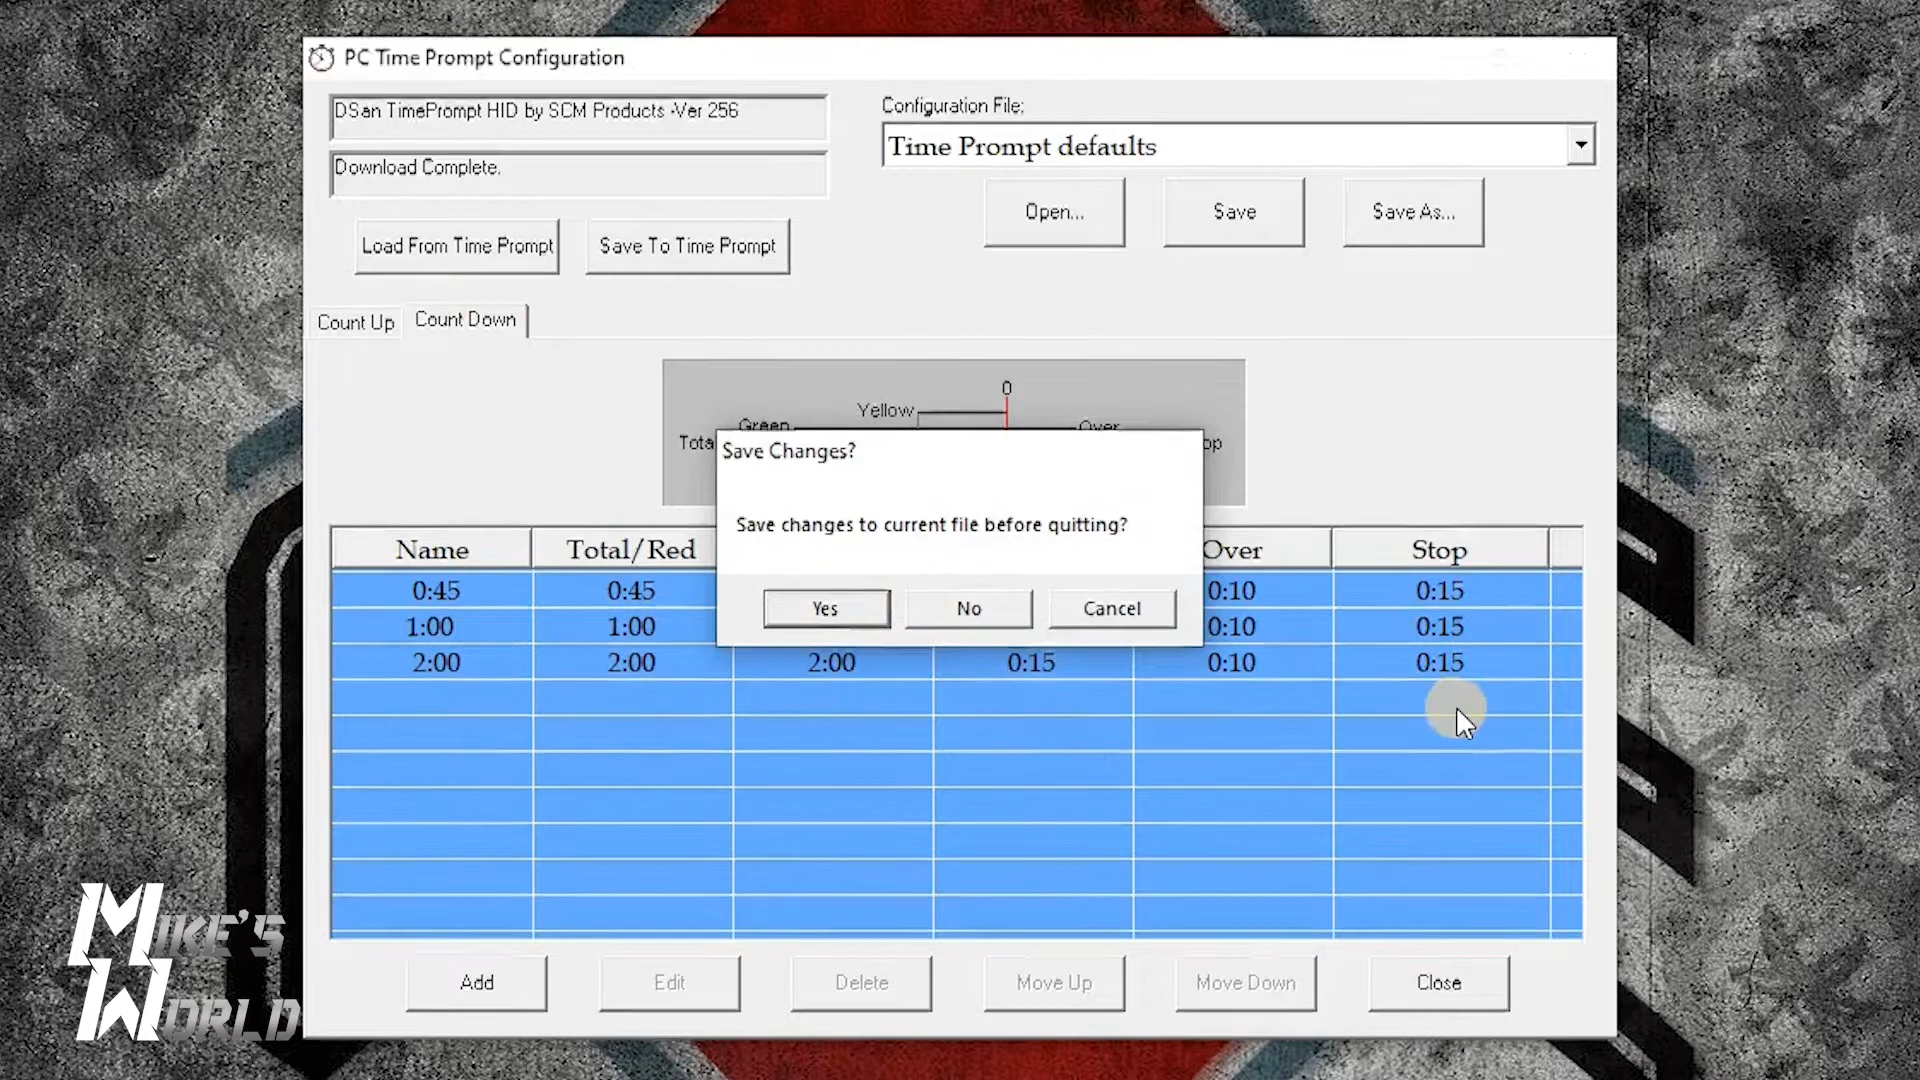 PC Time Prompt Configuration
DSan TimePrompt HID by SCM Products -Ver 256
Download Complete.
Load From Time Prompt
Save To Time Prompt
Configuration File:
Time Prompt defaults
Open...
Save
Save As...
Count Up
Count Down
0
Yellow
Green
Over
Tota
op
Save Changes?
Save changes to current file before quitting?
Yes
No
Cancel
Name Total/Red Over Stop
0:45 0:45 0:10 0:15
1:00 1:00 0:10 0:15
2:00 2:00 2:00 0:15 0:10 0:15
Add
Edit
Delete
Move Up
Move Down
Close
Mike's
World